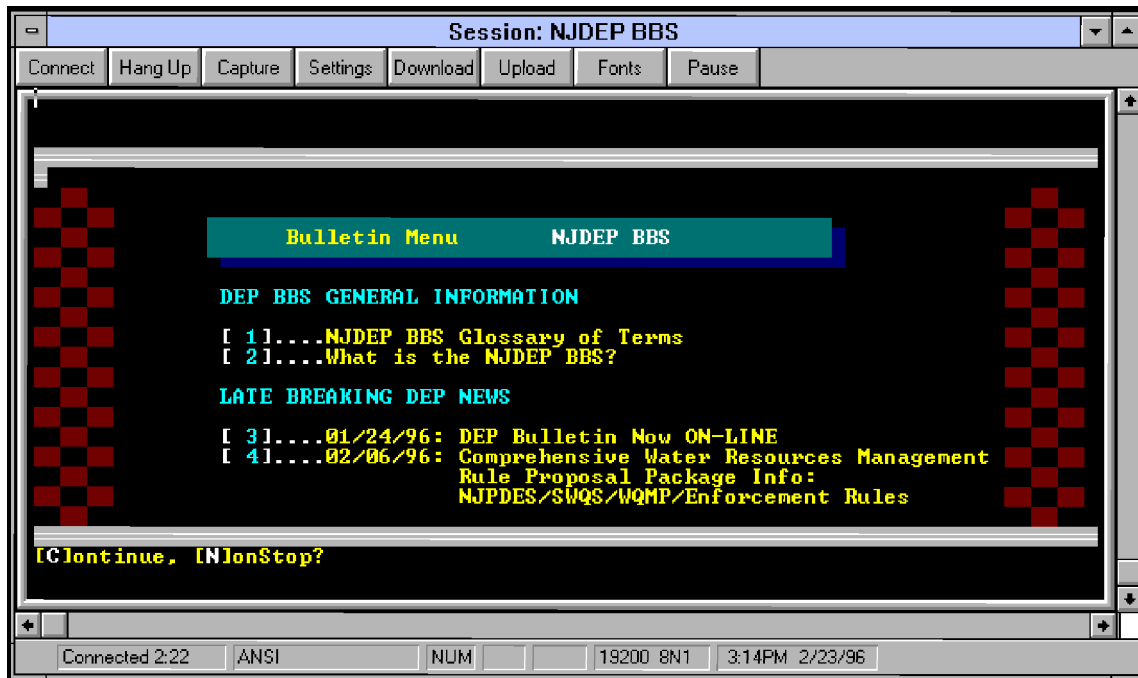 Session: NJDEP BBS
Connect Hang Up Capture Settings Download Upload Fonts Pause
Bulletin Menu NJDEP BBS
DEP BBS GENERAL INFORMATION
[ 1]....NJDEP BBS Glossary of Terms
[ 2]....What is the NJDEP BBS?
LATE BREAKING DEP NEWS
[ 3]....01/24/96: DEP Bulletin Now ON-LINE
[ 4]....02/06/96: Comprehensive Water Resources Management
Rule Proposal Package Info:
NJPDES/SWQS/WQMP/Enforcement Rules
[C]ontinue, [N]onStop?
Connected 2:22 ANSI NUM 19200 8N1 3:14PM 2/23/96